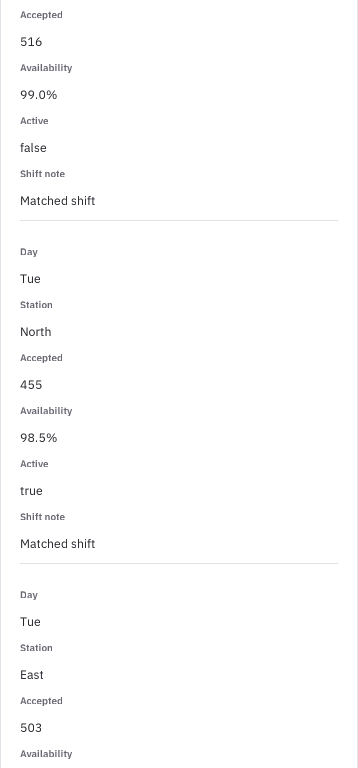 Accepted
516
Availability
99.0%
Active
false
Shift note
Matched shift
Day
Tue
Station
North
Accepted
455
Availability
98.5%
Active
true
Shift note
Matched shift
Day
Tue
Station
East
Accepted
503
Availability